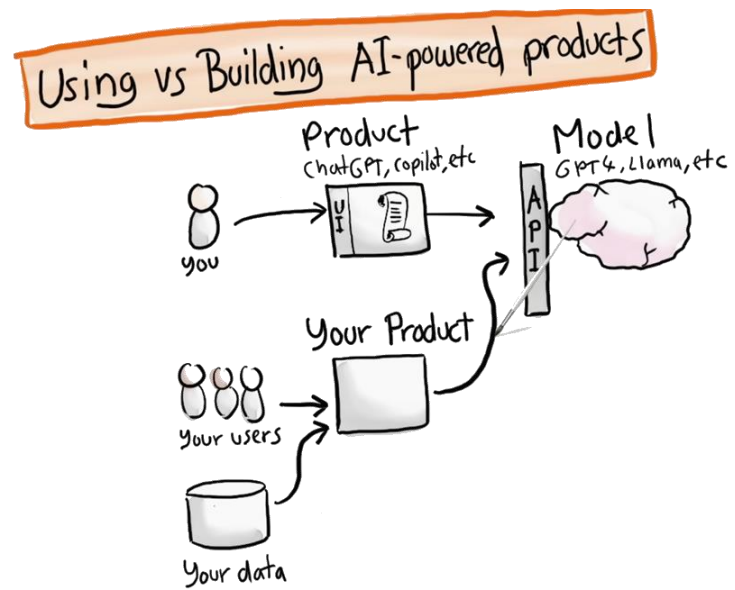 Using vs Building AI-powered products
Product
ChatGPT, copilot, etc
Model
GPT4, Llama, etc
UI
API
you
Your Product
Your users
Your data